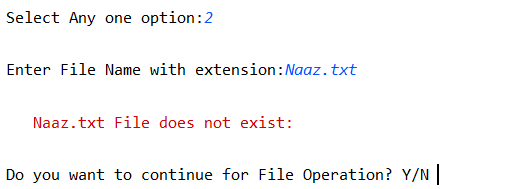 Select Any one option:2
Enter File Name with extension:Naaz.txt
Naaz.txt File does not exist:
Do you want to continue for File Operation? Y/N